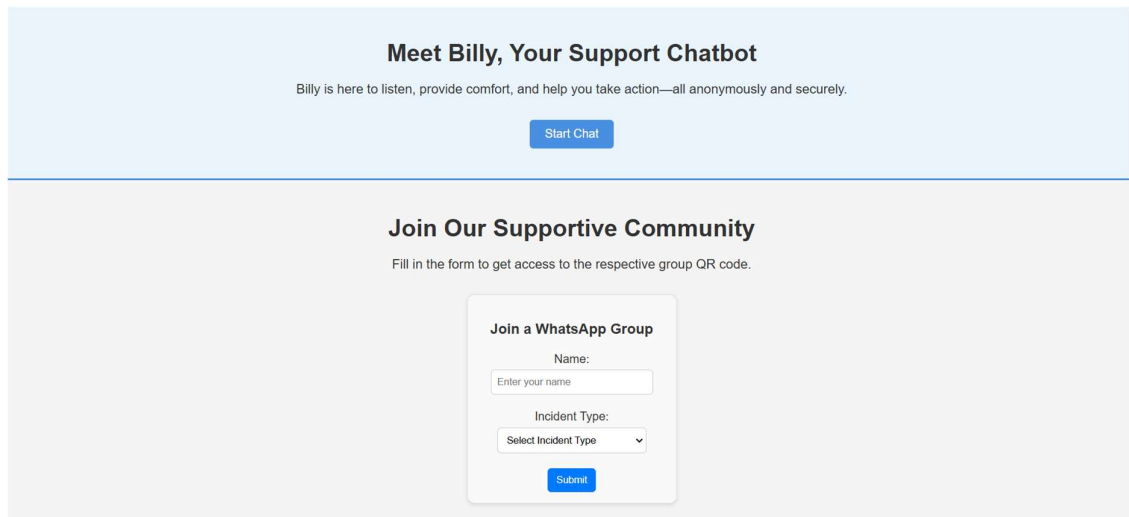 Meet Billy, Your Support Chatbot
Billy is here to listen, provide comfort, and help you take action—all anonymously and securely.
Start Chat
Join Our Supportive Community
Fill in the form to get access to the respective group QR code.
Join a WhatsApp Group
Name:
Enter your name
Incident Type:
Select Incident Type
Submit